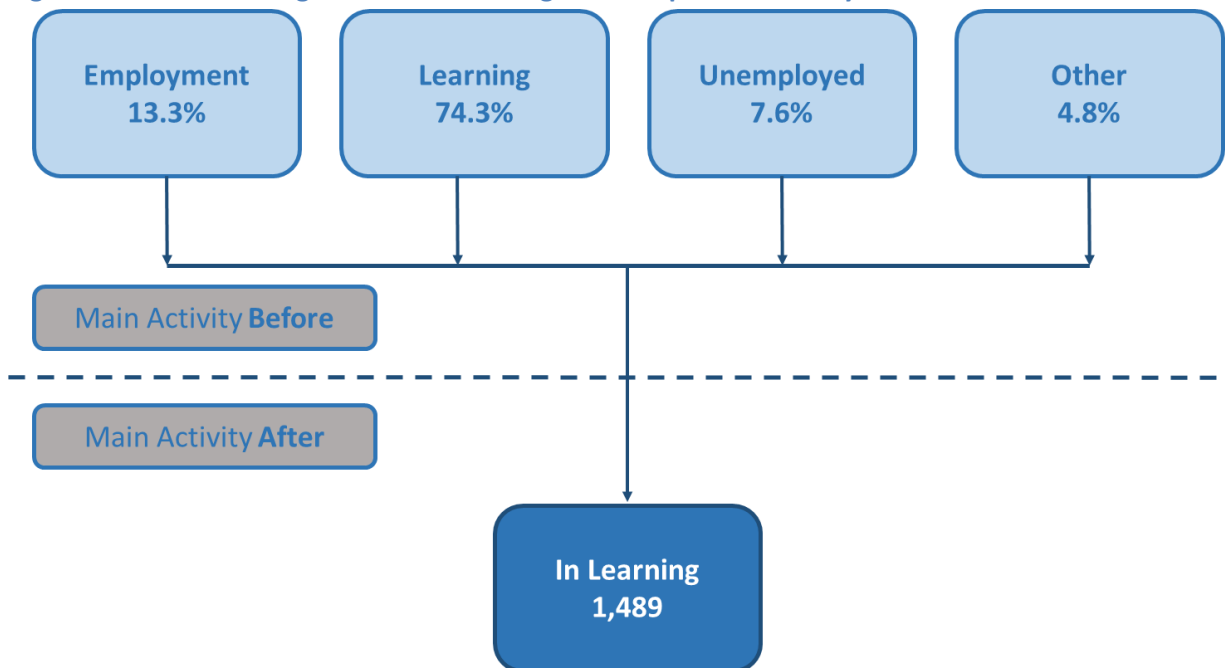 Employment
13.3%
Learning
74.3%
Unemployed
7.6%
Other
4.8%
Main Activity Before
Main Activity After
In Learning
1,489